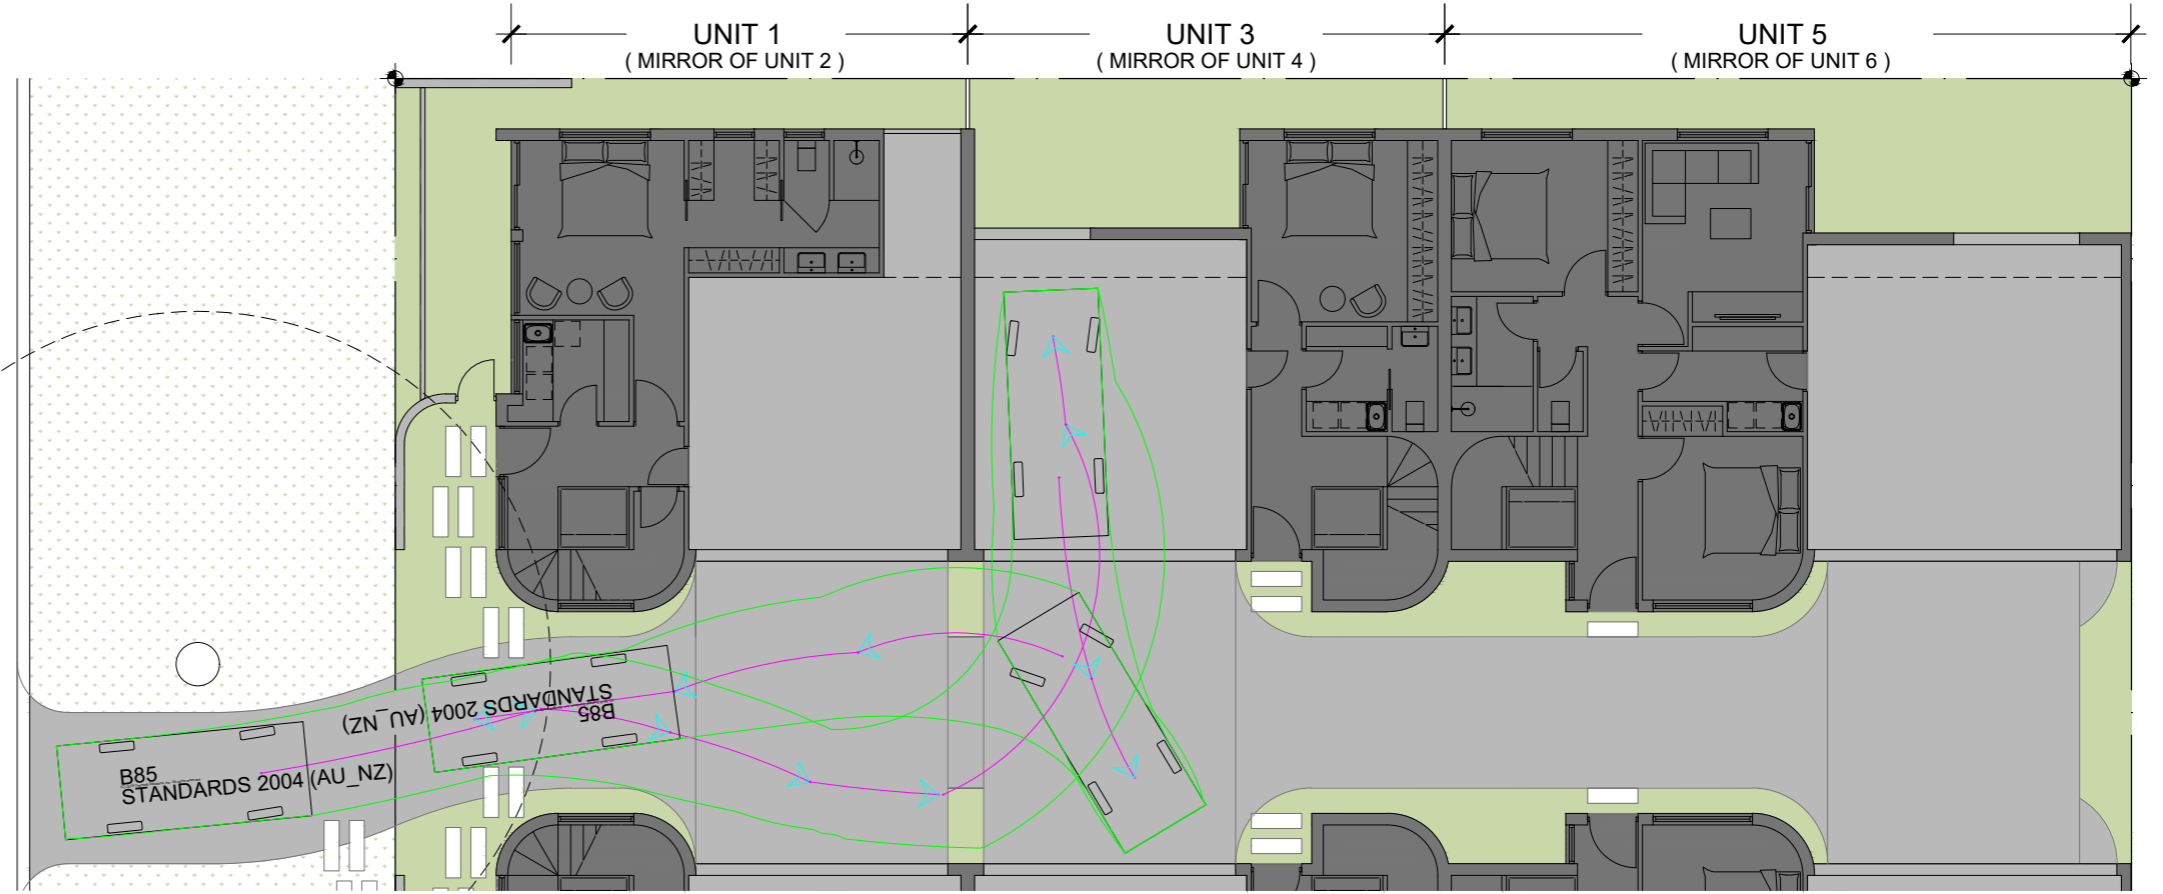 UNIT 1
( MIRROR OF UNIT 2 )
UNIT 3
( MIRROR OF UNIT 4 )
UNIT 5
( MIRROR OF UNIT 6 )
B85
STANDARDS 2004 (AU_NZ)
B85
STANDARDS 2004 (AU_NZ)